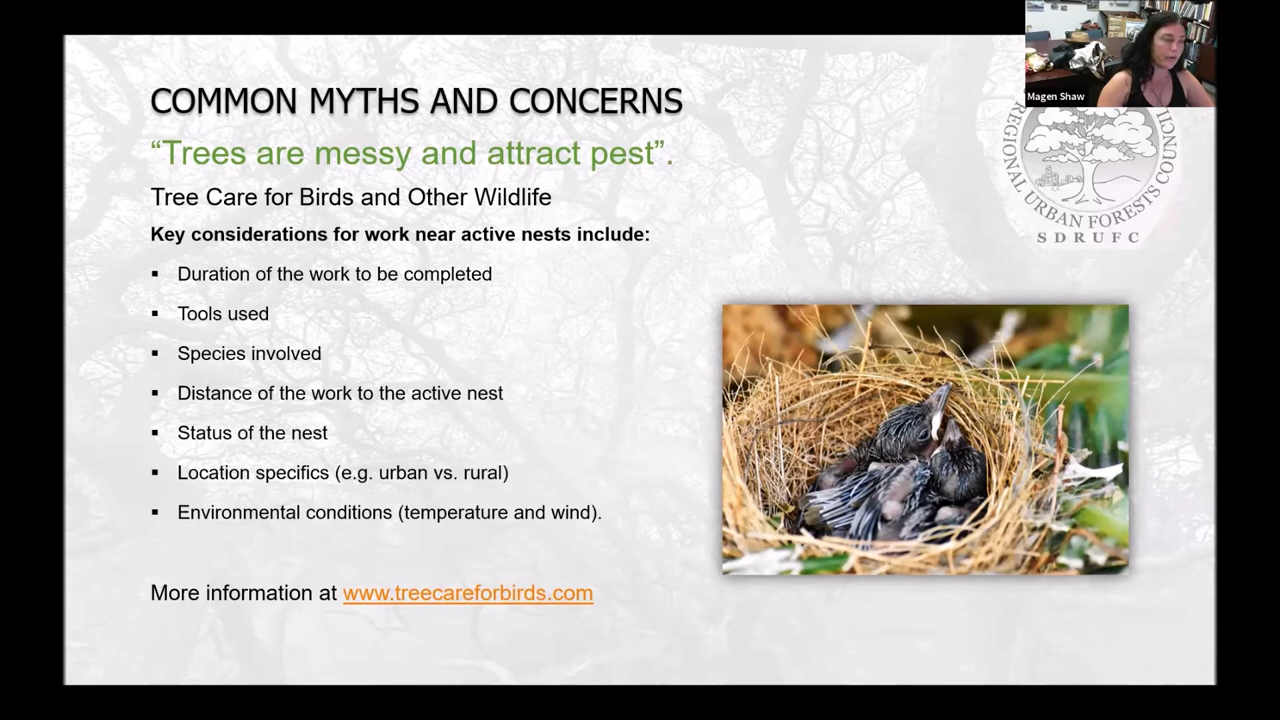 COMMON MYTHS AND CONCERNS
“Trees are messy and attract pest”.
Tree Care for Birds and Other Wildlife
Key considerations for work near active nests include:
▪ Duration of the work to be completed
▪ Tools used
▪ Species involved
▪ Distance of the work to the active nest
▪ Status of the nest
▪ Location specifics (e.g. urban vs. rural)
▪ Environmental conditions (temperature and wind).
More information at www.treecareforbirds.com
Magen Shaw
REGIONAL URBAN FORESTS COUNCIL
SDRUFC